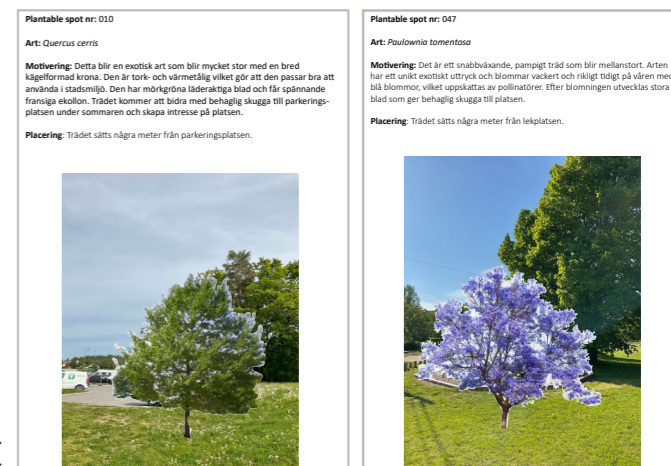 Plantable spot nr: 010
Art: Quercus cerris
Motivering: Detta blir en exotisk art som blir mycket stor med en bred
kägelformad krona. Den är tork- och värmetålig vilket gör att den passar bra att
använda i stadsmiljö. Den har mörkgröna läderaktiga blad och får spännande
fransiga ekollon. Trädet kommer att bidra med behaglig skugga till parkerings-
platsen under sommaren och skapa intresse på platsen.
Placering: Trädet sätts några meter från parkeringsplatsen.
Plantable spot nr: 047
Art: Paulownia tomentosa
Motivering: Det är ett snabbväxande, pampigt träd som blir mellanstort. Arten
har ett unikt exotiskt uttryck och blommar vackert och rikligt tidigt på våren med
blå blommor, vilket uppskattas av pollinatörer. Efter blomningen utvecklas stora
blad som ger behaglig skugga till platsen.
Placering: Trädet sätts några meter från lekplatsen.